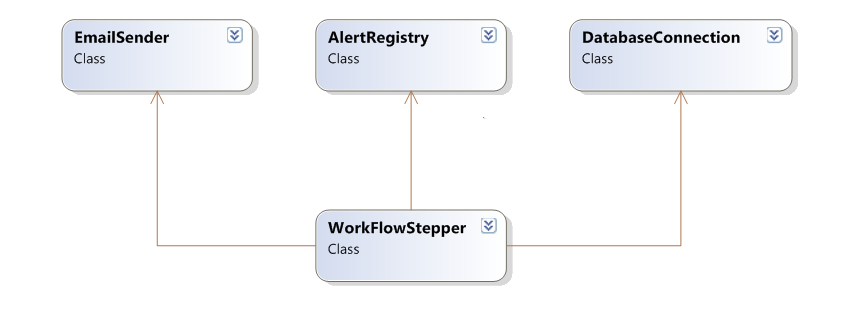 EmailSender
Class
AlertRegistry
Class
DatabaseConnection
Class
WorkFlowStepper
Class